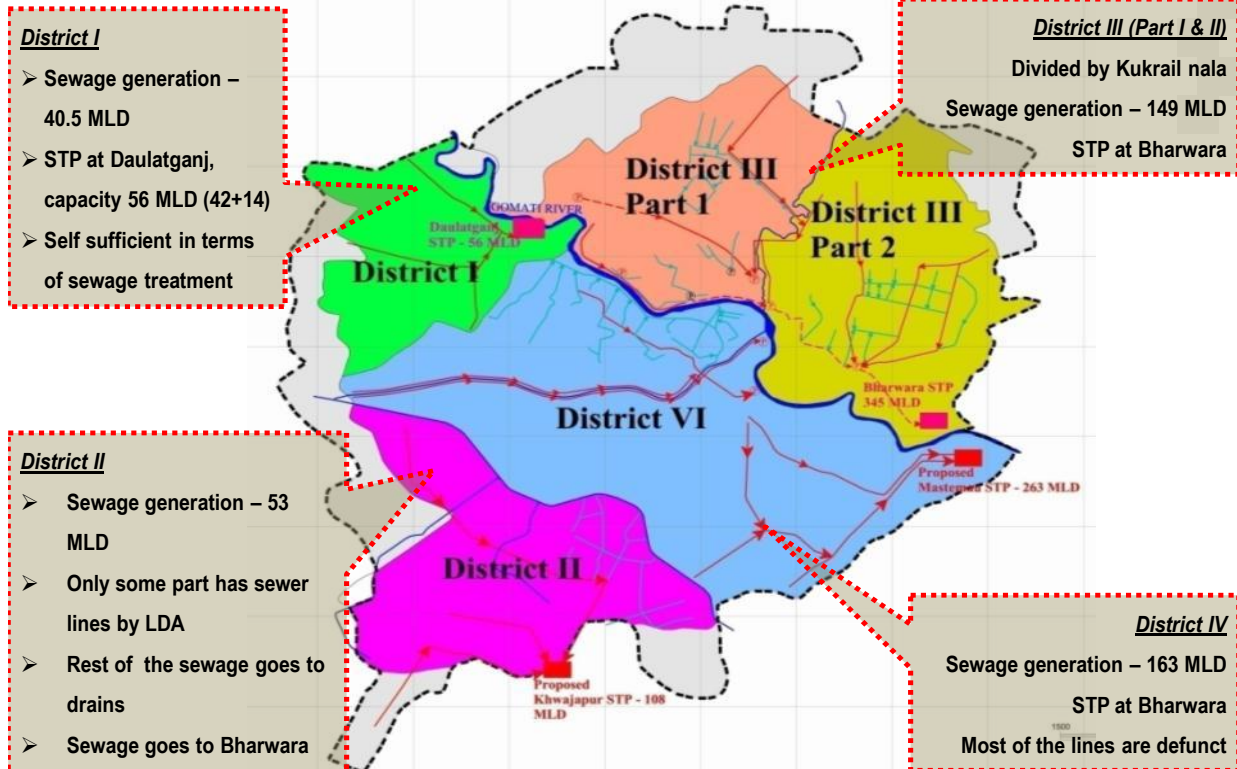 District I
➢ Sewage generation –
40.5 MLD
➢ STP at Daulatganj,
capacity 56 MLD (42+14)
➢ Self sufficient in terms
of sewage treatment
District III (Part I & II)
Divided by Kukrail nala
Sewage generation – 149 MLD
STP at Bharwara
District III
Part 1
District III
Part 2
GOMATI RIVER
Daulatganj
STP - 56 MLD
District I
Bharwara STP
345 MLD
District VI
Proposed
Mastemau STP - 263 MLD
District II
➢ Sewage generation – 53
MLD
➢ Only some part has sewer
lines by LDA
➢ Rest of the sewage goes to
drains
➢ Sewage goes to Bharwara
District II
Proposed
Khwajapur STP - 108
MLD
District IV
Sewage generation – 163 MLD
STP at Bharwara
Most of the lines are defunct
1500